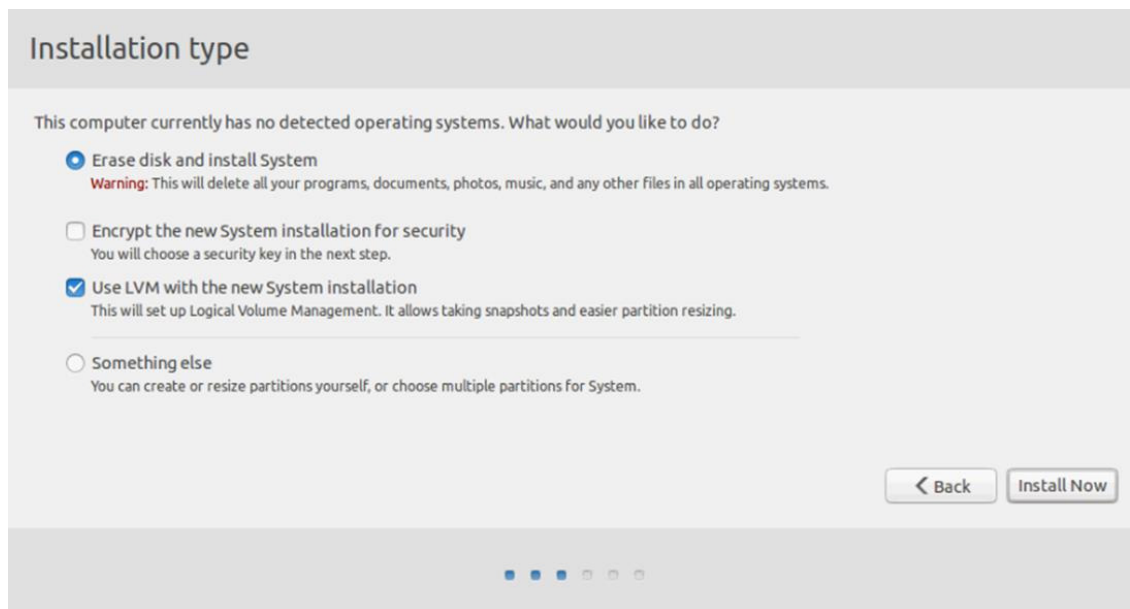 Installation type
This computer currently has no detected operating systems. What would you like to do?
Erase disk and install System
Warning: This will delete all your programs, documents, photos, music, and any other files in all operating systems.
Encrypt the new System installation for security
You will choose a security key in the next step.
Use LVM with the new System installation
This will set up Logical Volume Management. It allows taking snapshots and easier partition resizing.
Something else
You can create or resize partitions yourself, or choose multiple partitions for System.
Back
Install Now